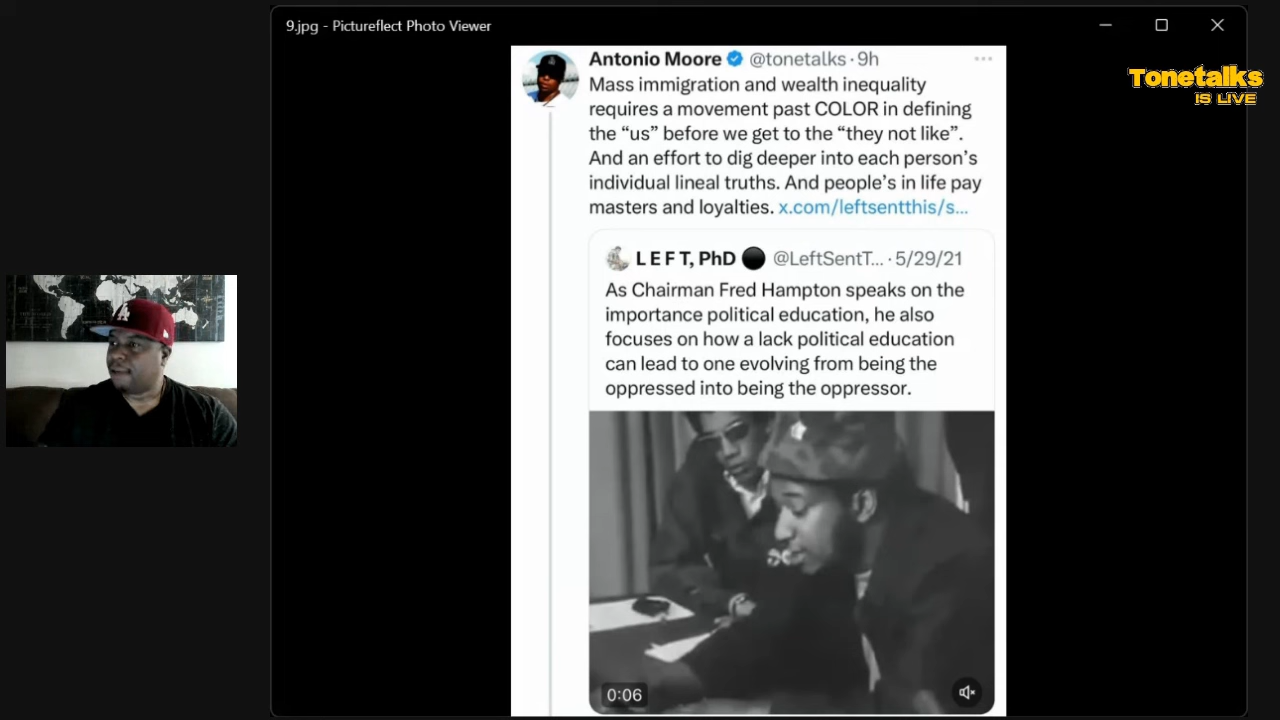 9.jpg - Pictureflect Photo Viewer
Tonetalks
IS LIVE
Antonio Moore @tonetalks · 9h
Mass immigration and wealth inequality
requires a movement past COLOR in defining
the “us” before we get to the “they not like”.
And an effort to dig deeper into each person’s
individual lineal truths. And people’s in life pay
masters and loyalties. x.com/leftsentthis/s...
L E F T, PhD @LeftSentT... · 5/29/21
As Chairman Fred Hampton speaks on the
importance political education, he also
focuses on how a lack political education
can lead to one evolving from being the
oppressed into being the oppressor.
0:06
LA